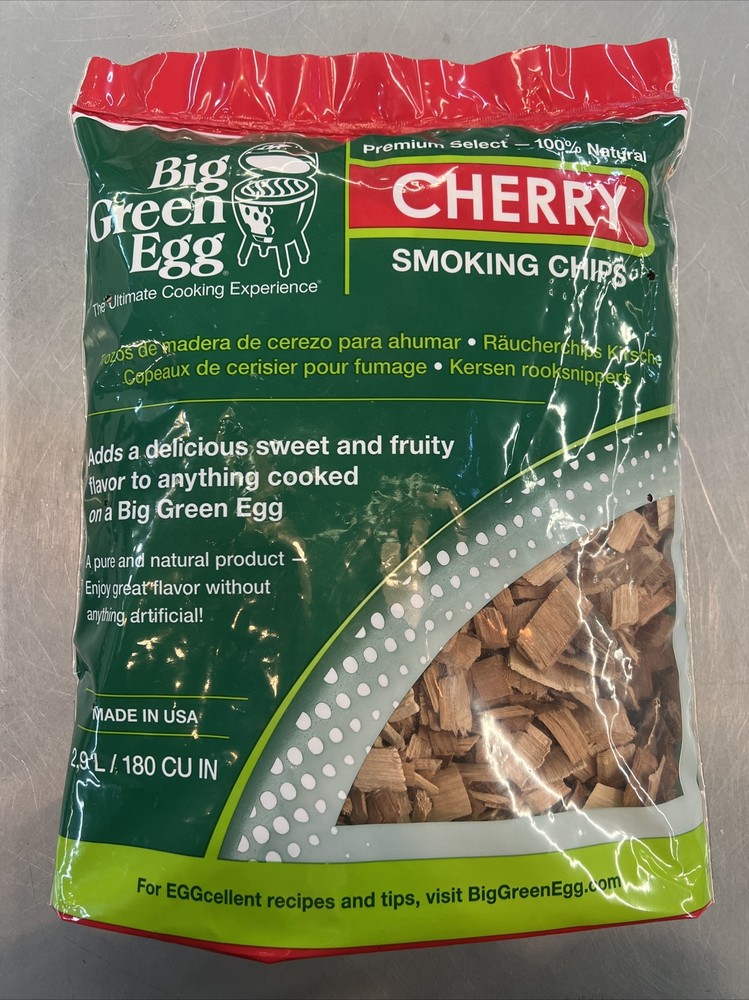 Big
Green
Egg
The Ultimate Cooking Experience
Premium Select — 100% Natural
CHERRY
SMOKING CHIPS
de madera de cerezo para ahumar • Räucherchips Kirsche
Copeaux de cerisier pour fumage • Kersen rooksnippers
Adds a delicious sweet and fruity
flavor to anything cooked
on a Big Green Egg
A pure and natural product –
Enjoy great flavor without
anything artificial!
MADE IN USA
2,9 L / 180 CU IN
For EGGcellent recipes and tips, visit BigGreenEgg.com